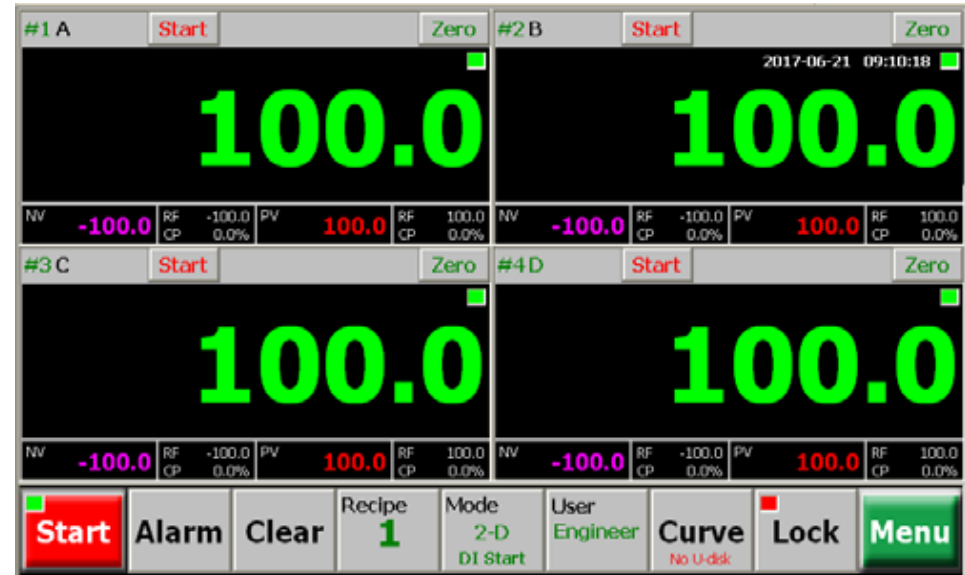 #1 A Start Zero
100.0
NV -100.0 RF -100.0 PV 100.0 RF 100.0
CP 0.0% CP 0.0%
#2 B Start Zero
2017-06-21 09:10:18
100.0
NV -100.0 RF -100.0 PV 100.0 RF 100.0
CP 0.0% CP 0.0%
#3 C Start Zero
100.0
NV -100.0 RF -100.0 PV 100.0 RF 100.0
CP 0.0% CP 0.0%
#4 D Start Zero
100.0
NV -100.0 RF -100.0 PV 100.0 RF 100.0
CP 0.0% CP 0.0%
Start
Alarm
Clear
Recipe
1
Mode
2-D
DI Start
User
Engineer
Curve
No U-disk
Lock
Menu